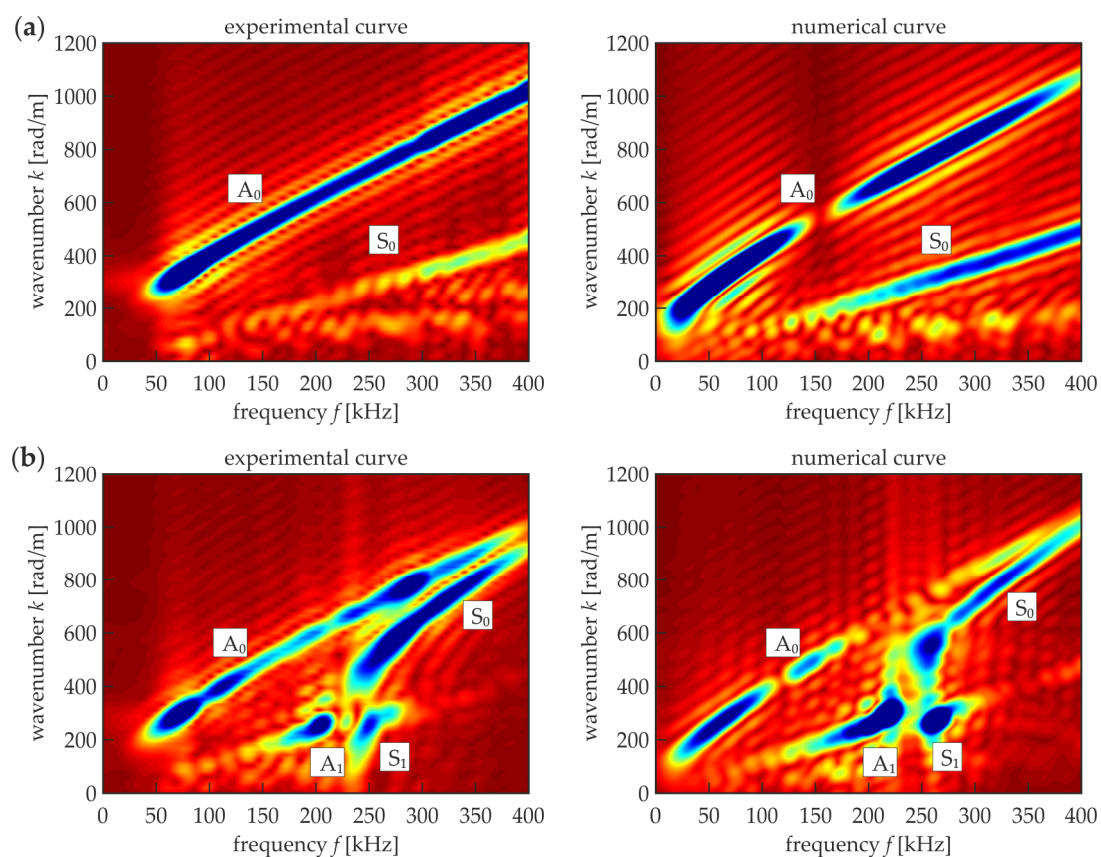 (a)
experimental curve
numerical curve
1200
1000
800
600
400
200
0
wavenumber k [rad/m]
A₀
S₀
0 50 100 150 200 250 300 350 400
frequency f [kHz]
1200
1000
800
600
400
200
0
wavenumber k [rad/m]
A₀
S₀
0 50 100 150 200 250 300 350 400
frequency f [kHz]
(b)
experimental curve
numerical curve
1200
1000
800
600
400
200
0
wavenumber k [rad/m]
A₀
S₀
A₁
S₁
0 50 100 150 200 250 300 350 400
frequency f [kHz]
1200
1000
800
600
400
200
0
wavenumber k [rad/m]
A₀
S₀
A₁
S₁
0 50 100 150 200 250 300 350 400
frequency f [kHz]